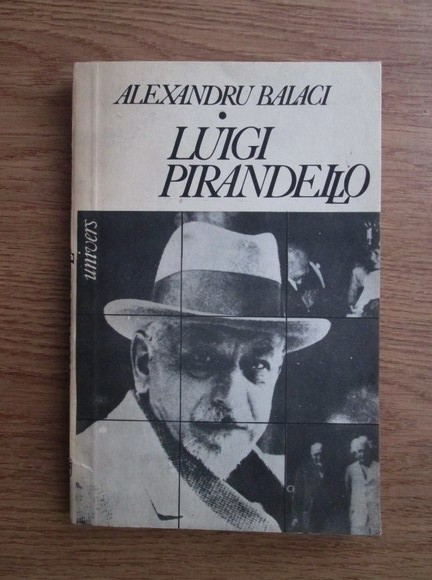 ALEXANDRU BALACI
LUIGI
PIRANDELLO
univers